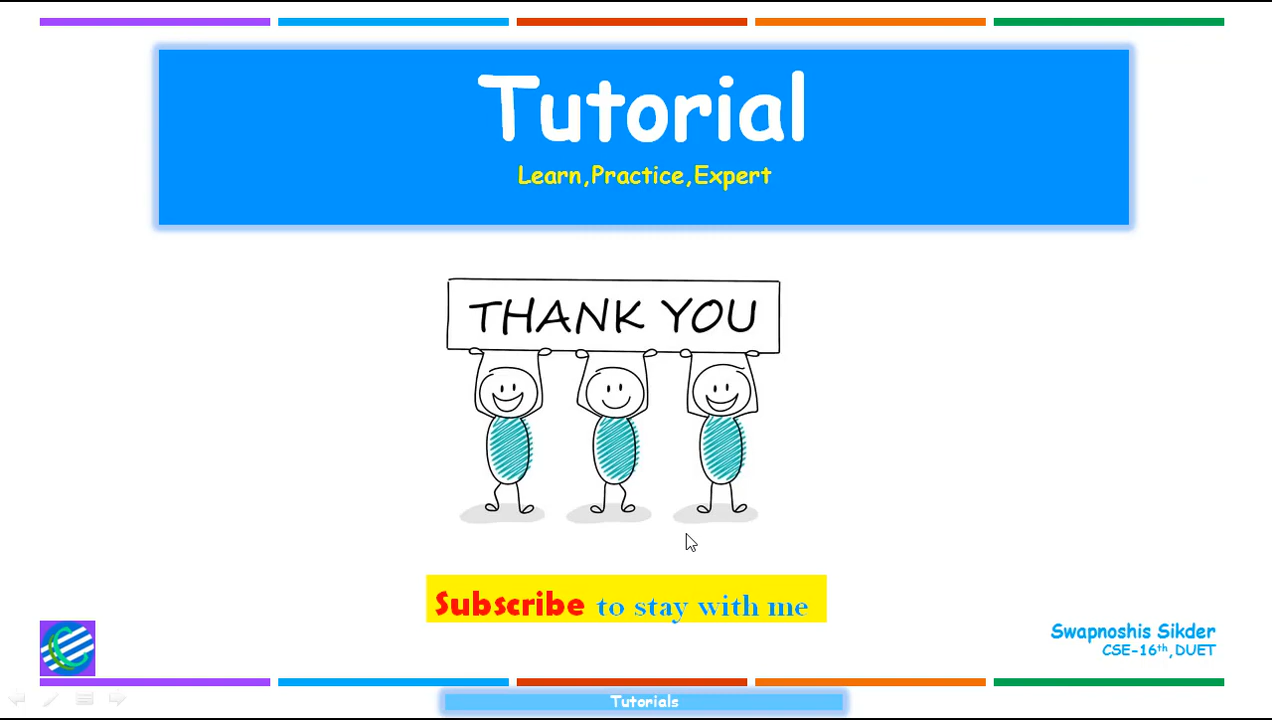 Tutorial
Learn,Practice,Expert
THANK YOU
Subscribe to stay with me
Swapnoshis Sikder
CSE-16th,DUET
Tutorials